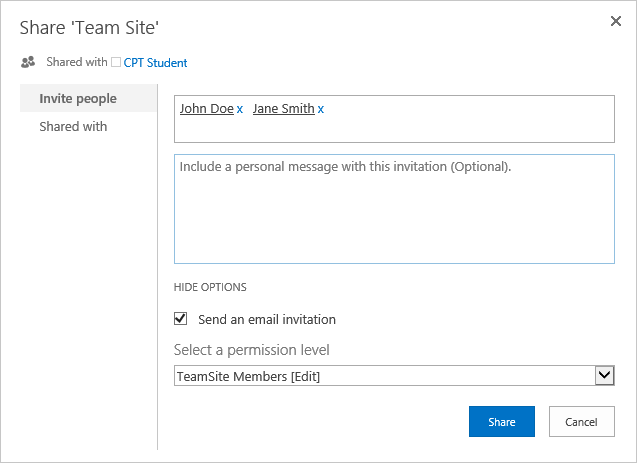 Share 'Team Site'
Shared with CPT Student
Invite people
Shared with
John Doe x Jane Smith x
Include a personal message with this invitation (Optional).
HIDE OPTIONS
Send an email invitation
Select a permission level
TeamSite Members [Edit]
Share Cancel